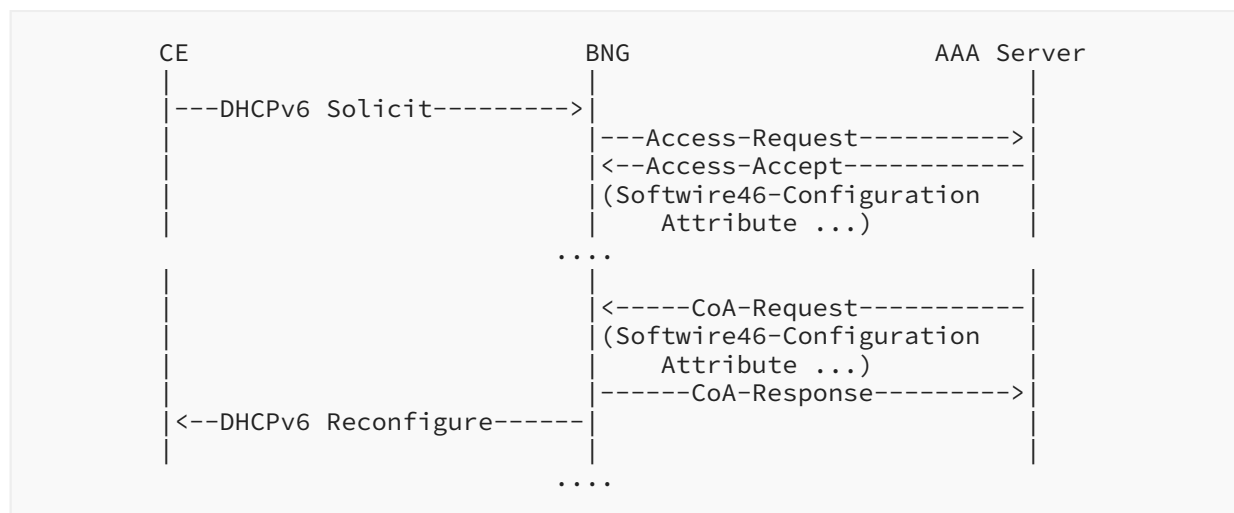 CE BNG AAA Server
---DHCPv6 Solicit--------->
---Access-Request---------->
<--Access-Accept------------
(Softwire46-Configuration
Attribute ...)
....
<-----CoA-Request-----------
(Softwire46-Configuration
Attribute ...)
------CoA-Response--------->
<--DHCPv6 Reconfigure------
....